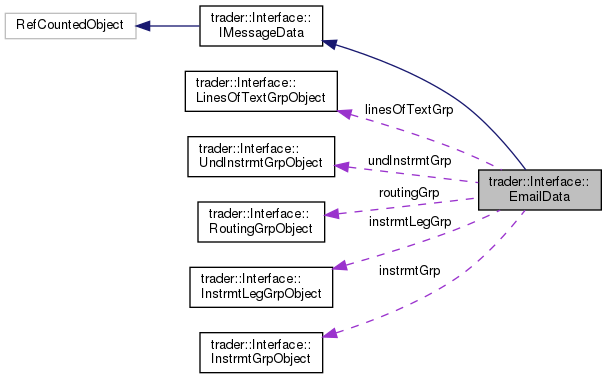 RefCountedObject
trader::Interface::
IMessageData
trader::Interface::
LinesOfTextGrpObject
linesOfTextGrp
trader::Interface::
UndInstrmtGrpObject
undInstrmtGrp
trader::Interface::
EmailData
routingGrp
trader::Interface::
RoutingGrpObject
instrmtLegGrp
trader::Interface::
InstrmtLegGrpObject
instrmtGrp
trader::Interface::
InstrmtGrpObject